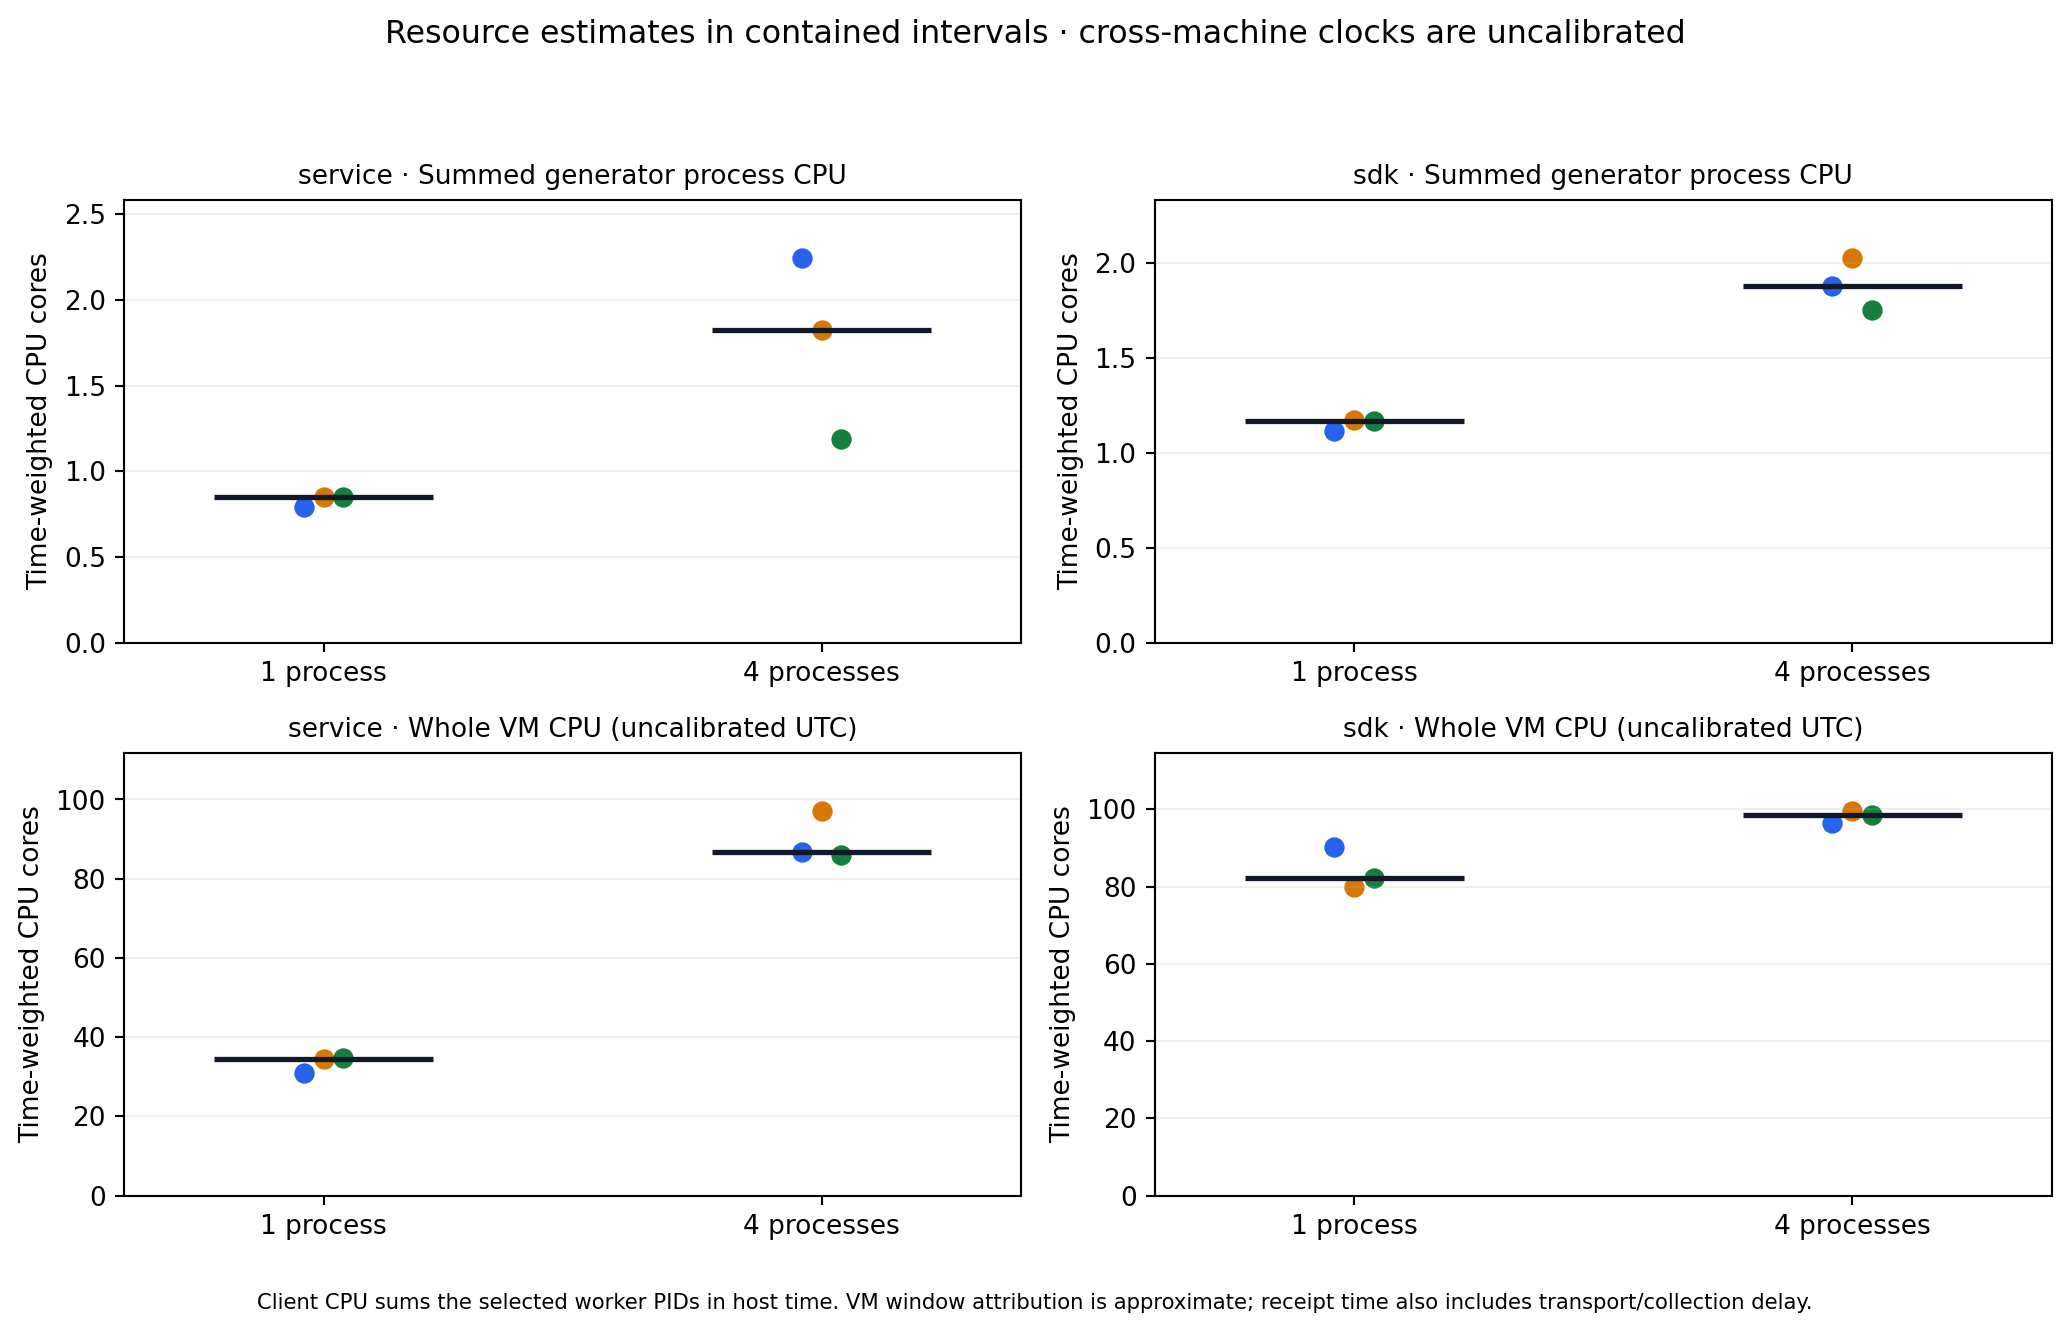 Resource estimates in contained intervals · cross-machine clocks are uncalibrated
service · Summed generator process CPU
Time-weighted CPU cores
2.5
2.0
1.5
1.0
0.5
0.0
1 process
4 processes
sdk · Summed generator process CPU
Time-weighted CPU cores
2.0
1.5
1.0
0.5
0.0
1 process
4 processes
service · Whole VM CPU (uncalibrated UTC)
Time-weighted CPU cores
100
80
60
40
20
0
1 process
4 processes
sdk · Whole VM CPU (uncalibrated UTC)
Time-weighted CPU cores
100
80
60
40
20
0
1 process
4 processes
Client CPU sums the selected worker PIDs in host time. VM window attribution is approximate; receipt time also includes transport/collection delay.